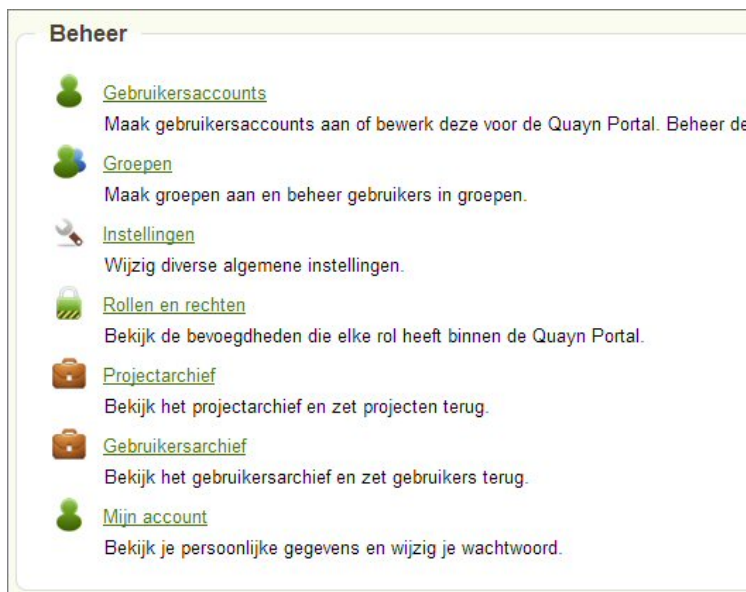 Beheer
Gebruikersaccounts
Maak gebruikersaccounts aan of bewerk deze voor de Quayn Portal. Beheer de
Groepen
Maak groepen aan en beheer gebruikers in groepen.
Instellingen
Wijzig diverse algemene instellingen.
Rollen en rechten
Bekijk de bevoegdheden die elke rol heeft binnen de Quayn Portal.
Projectarchief
Bekijk het projectarchief en zet projecten terug.
Gebruikersarchief
Bekijk het gebruikersarchief en zet gebruikers terug.
Mijn account
Bekijk je persoonlijke gegevens en wijzig je wachtwoord.